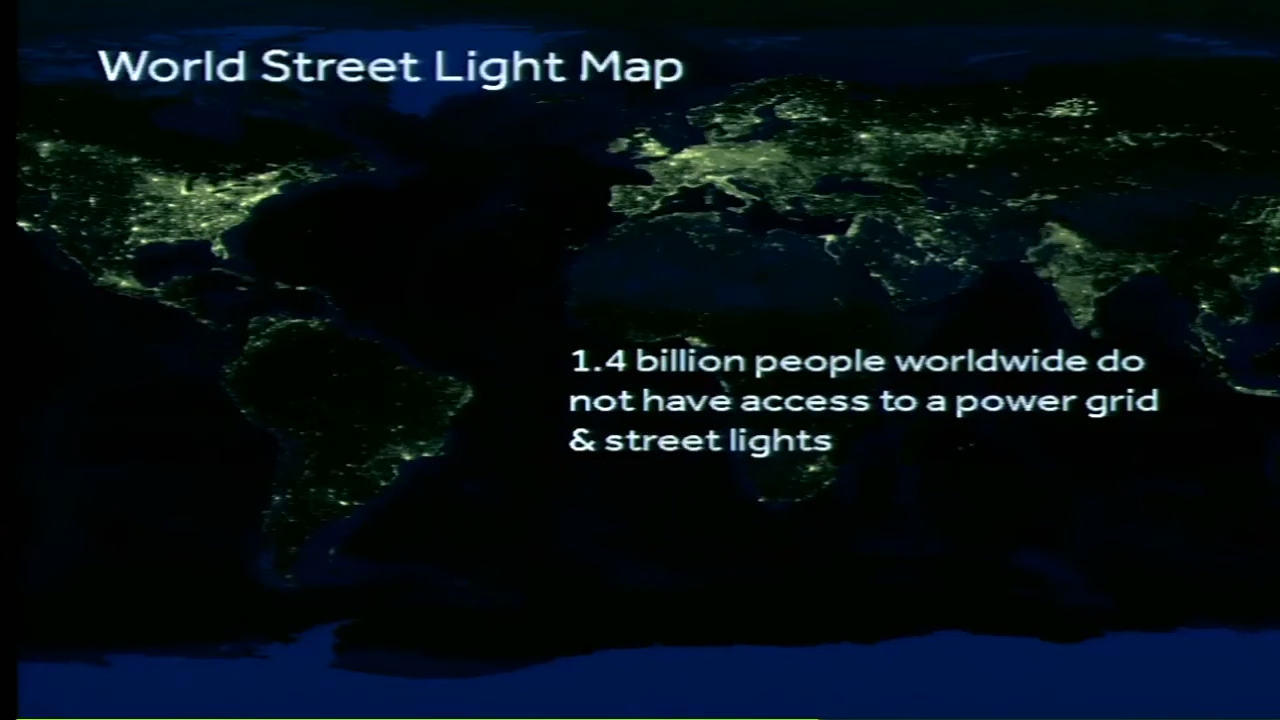 World Street Light Map
1.4 billion people worldwide do
not have access to a power grid
& street lights